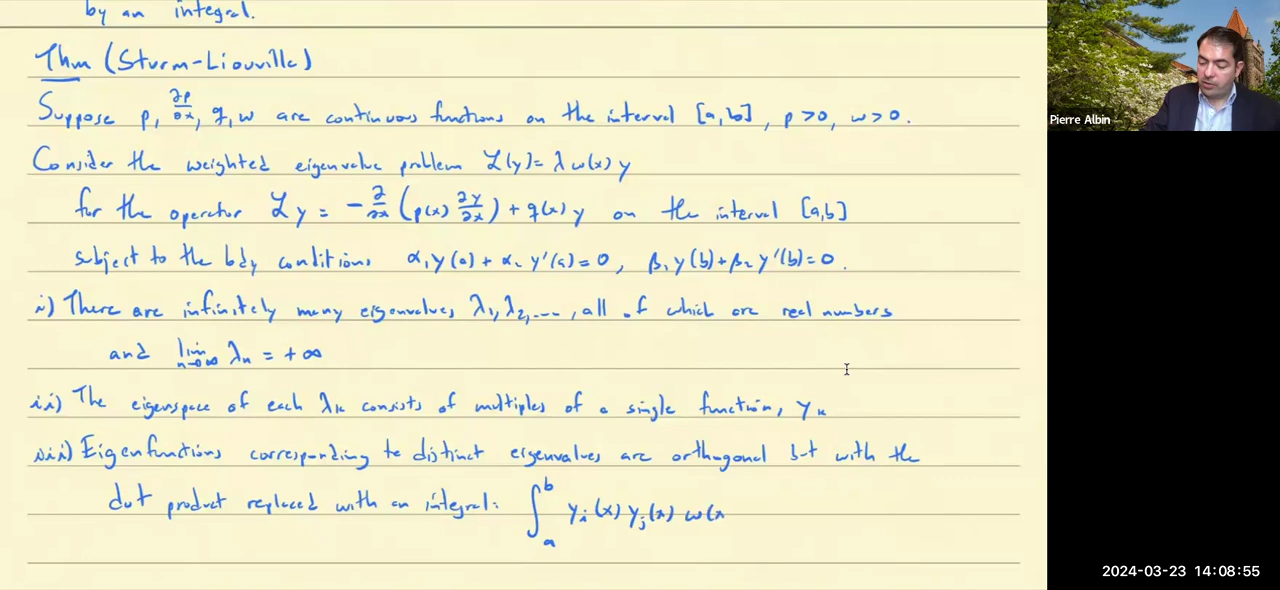 by an integral.
Thm (Sturm-Liouville)
Suppose p, ∂p/∂x, q, w are continuous functions on the interval [a,b], p>0, w>0.
Consider the weighted eigenvalue problem ℒ(y)= λ w(x) y
for the operator ℒy = -∂/∂x (p(x) ∂y/∂x) + q(x) y on the interval [a,b]
subject to the bdy conditions α₁y(a) + α₂ y'(a)=0, β₁y(b)+β₂y'(b)=0.
i) There are infinitely many eigenvalues λ₁, λ₂, ..., all of which are real numbers
and lim n→∞ λₙ = +∞
ii) The eigenspace of each λₖ consists of multiples of a single function, yₖ
iii) Eigenfunctions corresponding to distinct eigenvalues are orthogonal but with the
dot product replaced with an integral: ∫ₐᵇ yᵢ(x) yⱼ(x) w(x
Pierre Albin
2024-03-23 14:08:55